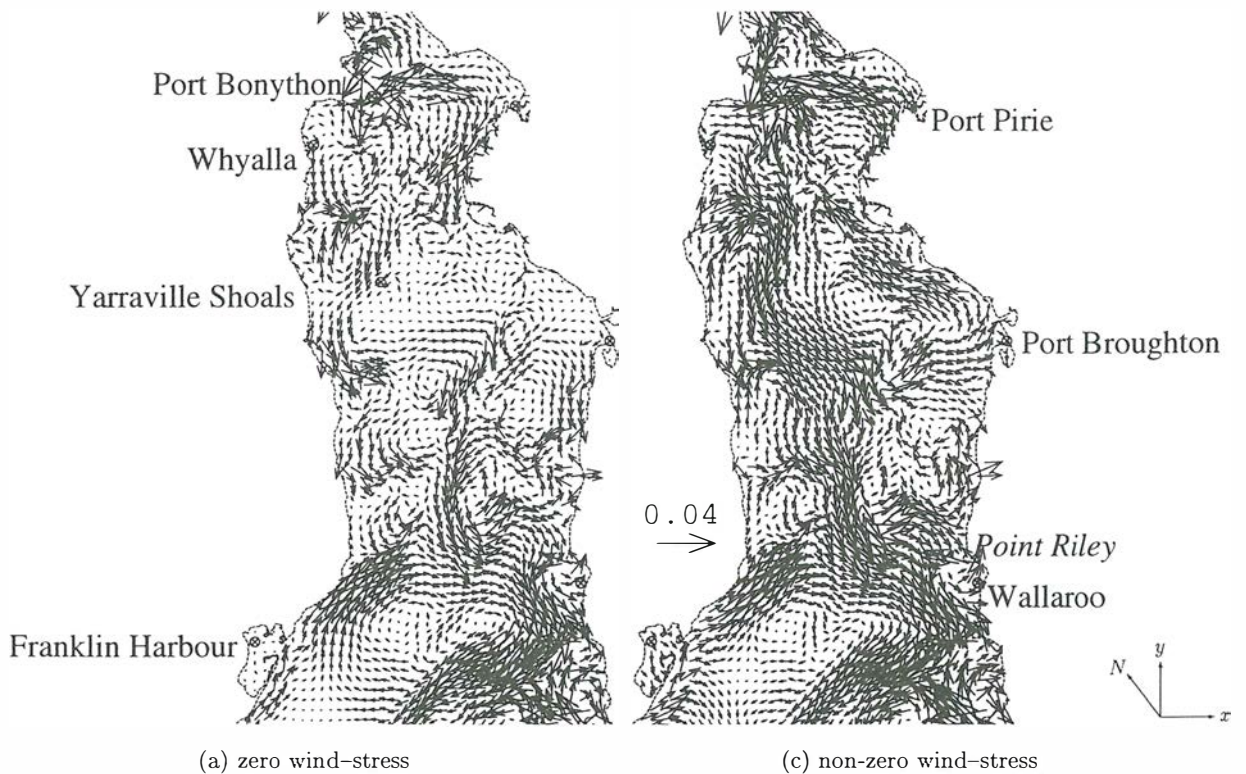 Port Bonython
Port Pirie
Whyalla
Yarraville Shoals
Port Broughton
0.04
Point Riley
Wallaroo
Franklin Harbour
N
y
x
(a) zero wind–stress
(c) non-zero wind–stress